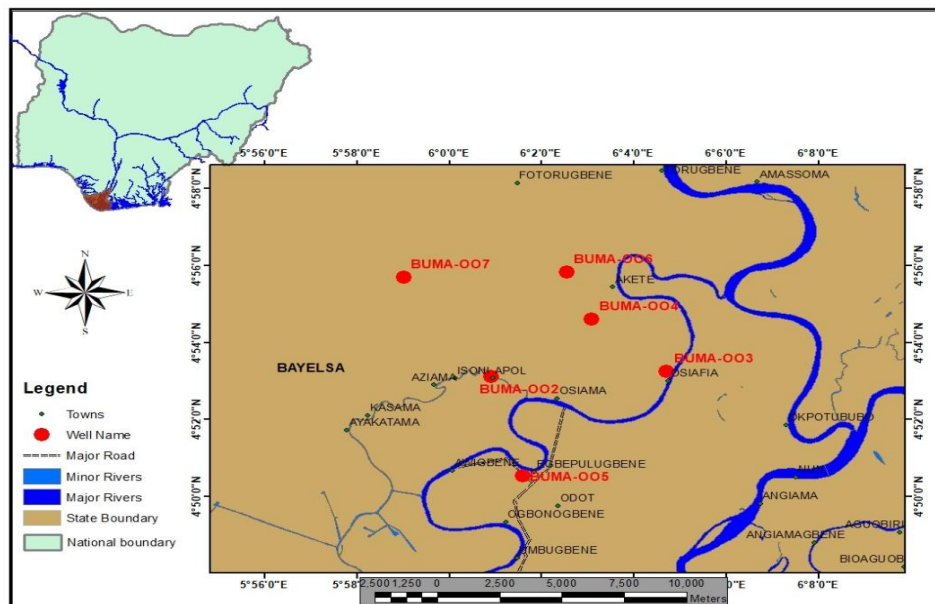 5°56'0"E 5°58'0"E 6°0'0"E 6°2'0"E 6°4'0"E 6°6'0"E 6°8'0"E
4°58'0"N
4°58'0"N
FOTORUGBENE
ORUGBENE
AMASSOMA
4°56'0"N
4°56'0"N
BUMA-OO7
BUMA-OO6
AKETE
N
W E
S
4°54'0"N
4°54'0"N
BUMA-OO4
BAYELSA
BUMA-OO3
OSIAFIA
ISONI APOL
AZIAMA
BUMA-OO2
OSIAMA
4°52'0"N
4°52'0"N
KASAMA
AYAKATAMA
OKPOTUBUBO
EGBEPULUGBENE
BUMA-OO5
NUN
4°50'0"N
4°50'0"N
ODOT
OGBONOGBENE
ANGIAMA
ANGIAMAGBENE
AGUOBIRI
BIOAGUOB
Legend
Towns
Well Name
Major Road
Minor Rivers
Major Rivers
State Boundary
National boundary
5°56'0"E 5°58'0"E 6°8'0"E
2,500 1,250 0 2,500 5,000 7,500 10,000
Meters